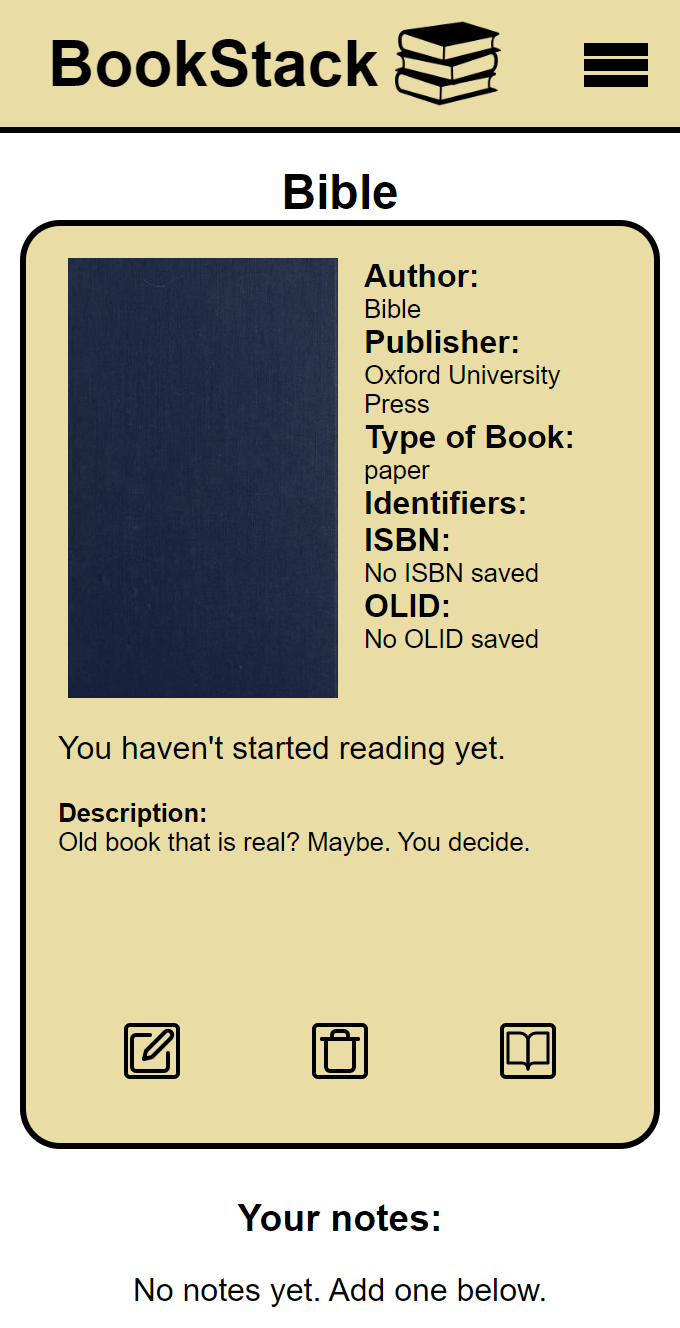 BookStack
Bible
Author:
Bible
Publisher:
Oxford University
Press
Type of Book:
paper
Identifiers:
ISBN:
No ISBN saved
OLID:
No OLID saved
You haven't started reading yet.
Description:
Old book that is real? Maybe. You decide.
Your notes:
No notes yet. Add one below.